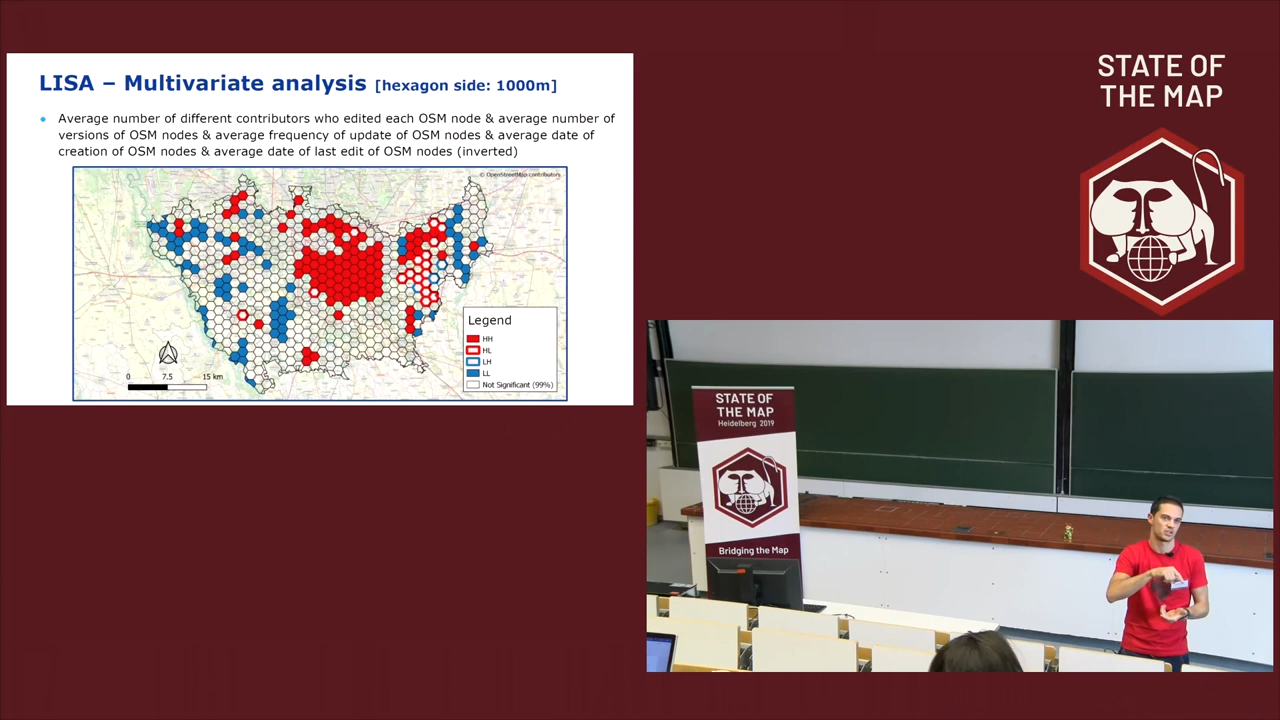 LISA – Multivariate analysis [hexagon side: 1000m]
• Average number of different contributors who edited each OSM node & average number of
versions of OSM nodes & average frequency of update of OSM nodes & average date of
creation of OSM nodes & average date of last edit of OSM nodes (inverted)
© OpenStreetMap contributors
Legend
HH
HL
LH
LL
Not Significant (99%)
0 7.5 15 km
STATE OF
THE MAP
STATE OF
THE MAP
Heidelberg 2019
Bridging the Map